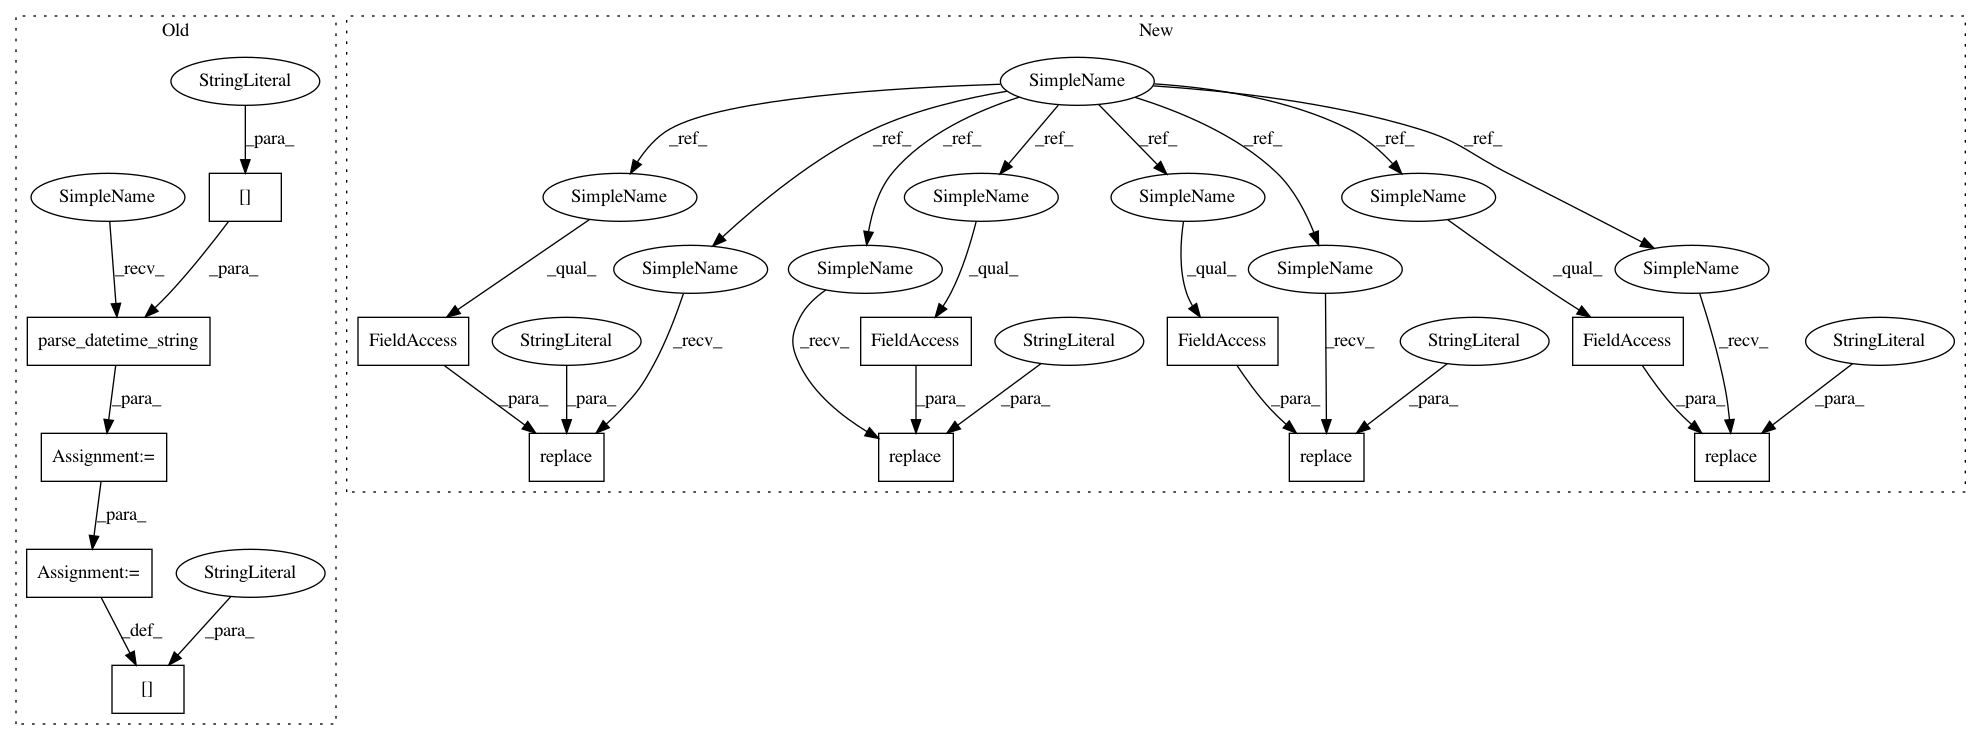 Old
New
StringLiteral
SimpleName
_para_
_ref_
_ref_
_ref_
_ref_
_ref_
_ref_
_ref_
_ref_
SimpleName
[]
SimpleName
SimpleName
SimpleName
SimpleName
_recv_
_para_
_qual_
SimpleName
SimpleName
_qual_
_qual_
SimpleName
_qual_
SimpleName
parse_datetime_string
FieldAccess
StringLiteral
_recv_
_recv_
FieldAccess
StringLiteral
FieldAccess
_recv_
StringLiteral
FieldAccess
_recv_
StringLiteral
_para_
_para_
_para_
_para_
_para_
_para_
_para_
_para_
_para_
Assignment:=
replace
replace
replace
replace
_para_
Assignment:=
StringLiteral
_def_
_para_
[]